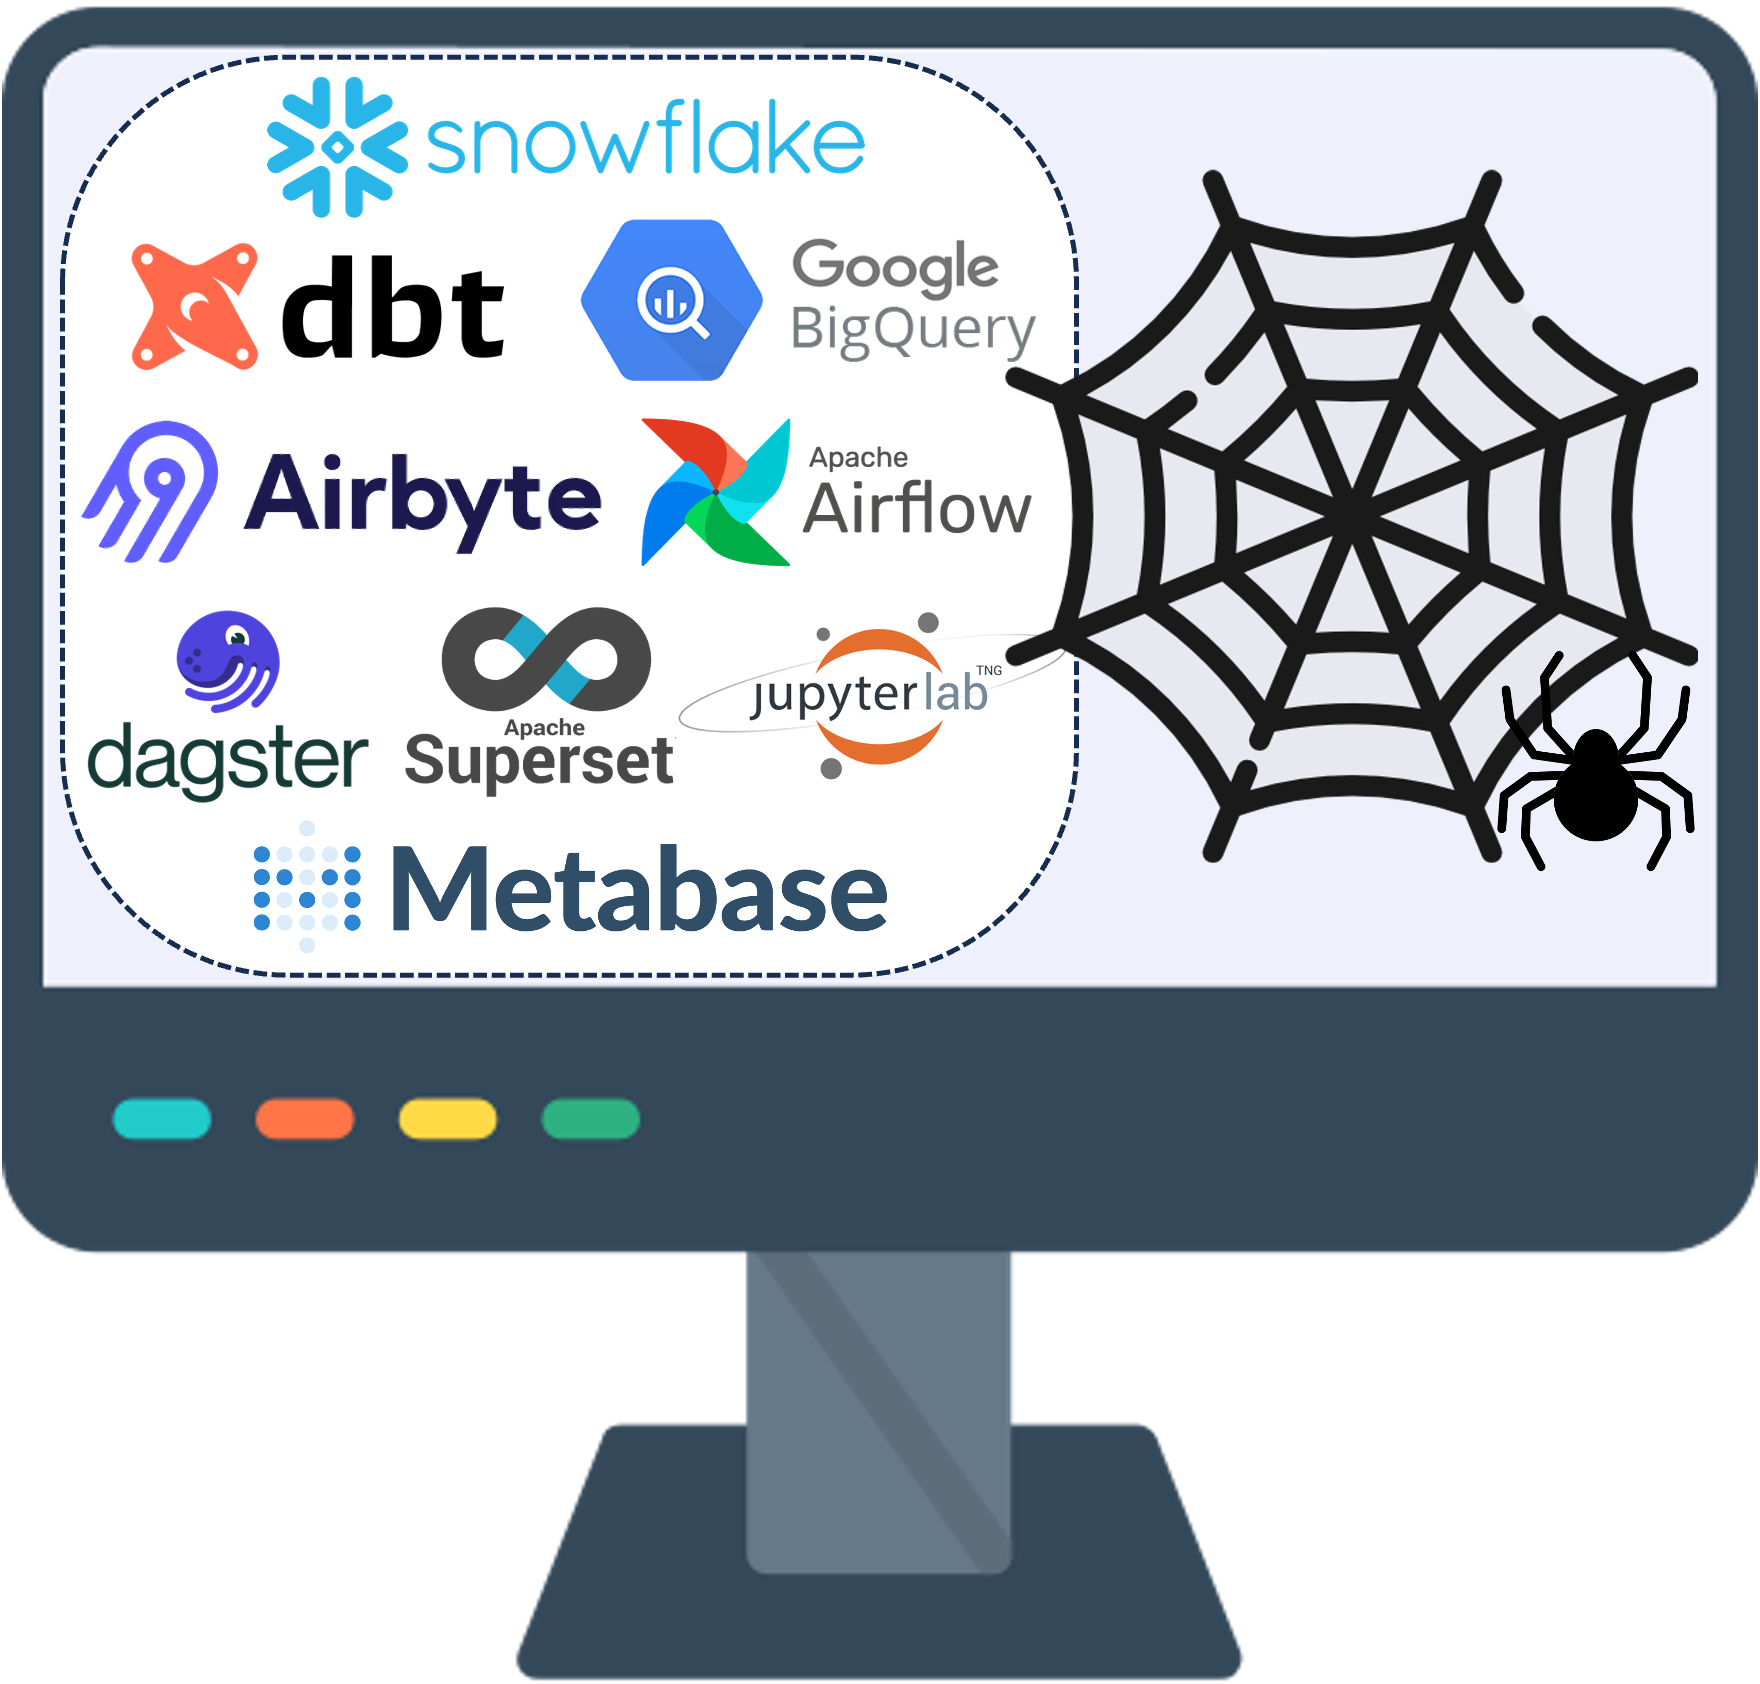 snowflake
dbt
Google
BigQuery
Airbyte
Apache
Airflow
dagster
Apache
Superset
jupyterlab TNG
Metabase